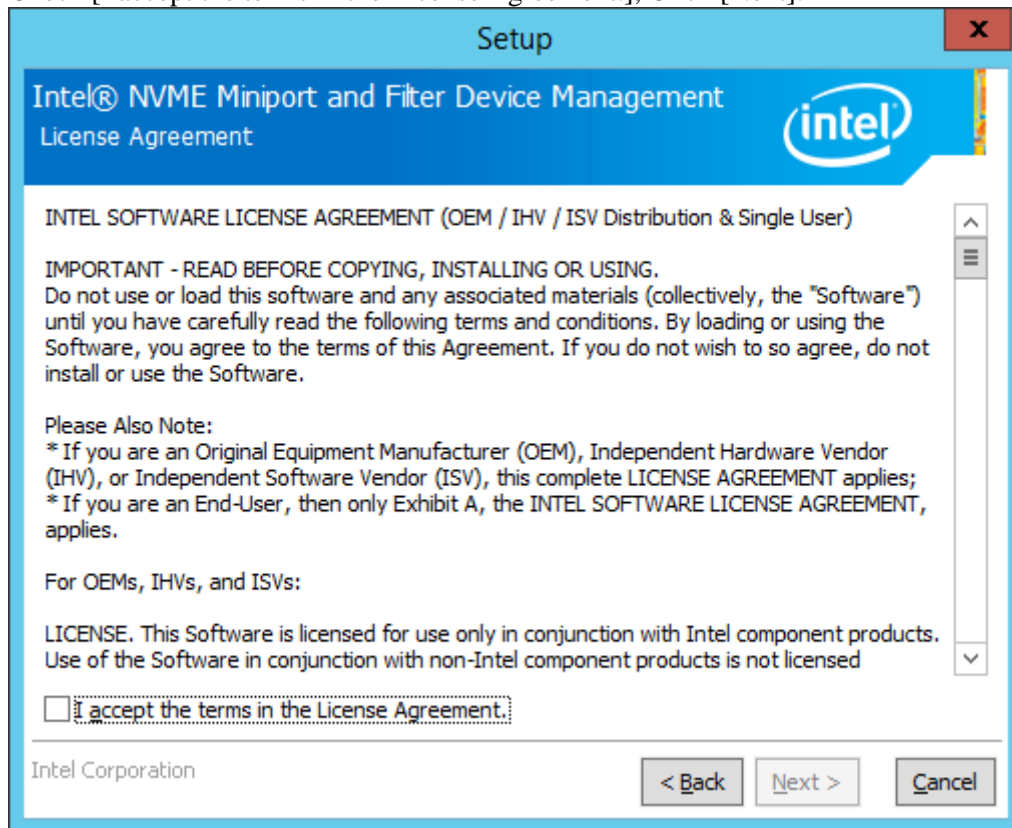 Setup
x
Intel® NVME Miniport and Filter Device Management
License Agreement
intel
INTEL SOFTWARE LICENSE AGREEMENT (OEM / IHV / ISV Distribution & Single User)
IMPORTANT - READ BEFORE COPYING, INSTALLING OR USING.
Do not use or load this software and any associated materials (collectively, the "Software")
until you have carefully read the following terms and conditions. By loading or using the
Software, you agree to the terms of this Agreement. If you do not wish to so agree, do not
install or use the Software.
Please Also Note:
* If you are an Original Equipment Manufacturer (OEM), Independent Hardware Vendor
(IHV), or Independent Software Vendor (ISV), this complete LICENSE AGREEMENT applies;
* If you are an End-User, then only Exhibit A, the INTEL SOFTWARE LICENSE AGREEMENT,
applies.
For OEMs, IHVs, and ISVs:
LICENSE. This Software is licensed for use only in conjunction with Intel component products.
Use of the Software in conjunction with non-Intel component products is not licensed
I accept the terms in the License Agreement.
Intel Corporation
< Back Next > Cancel